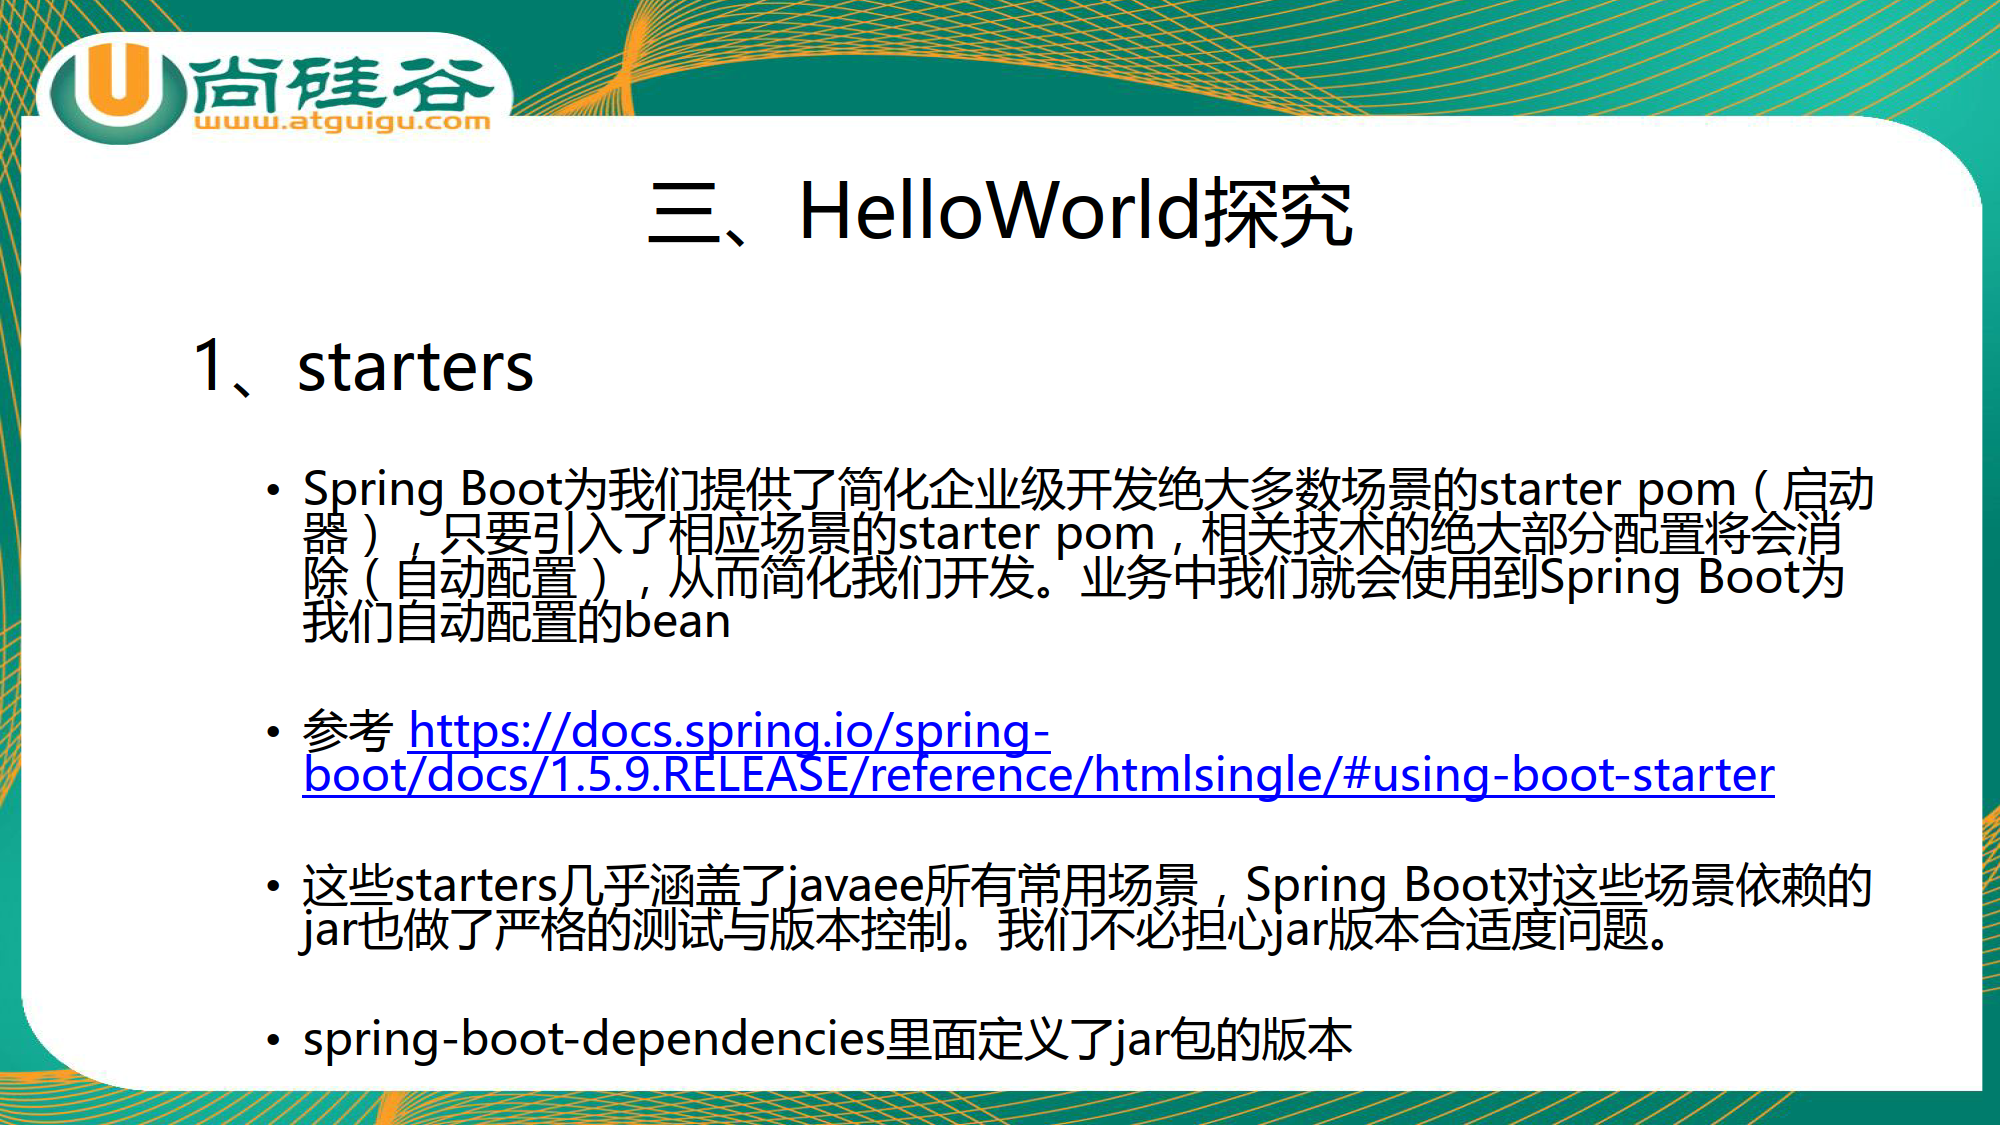 尚硅谷
www.atguigu.com
三、HelloWorld探究
1、starters
• Spring Boot为我们提供了简化企业级开发绝大多数场景的starter pom（启动
器），只要引入了相应场景的starter pom，相关技术的绝大部分配置将会消
除（自动配置），从而简化我们开发。业务中我们就会使用到Spring Boot为
我们自动配置的bean
• 参考 https://docs.spring.io/spring-
boot/docs/1.5.9.RELEASE/reference/htmlsingle/#using-boot-starter
• 这些starters几乎涵盖了javaee所有常用场景，Spring Boot对这些场景依赖的
jar也做了严格的测试与版本控制。我们不必担心jar版本合适度问题。
• spring-boot-dependencies里面定义了jar包的版本